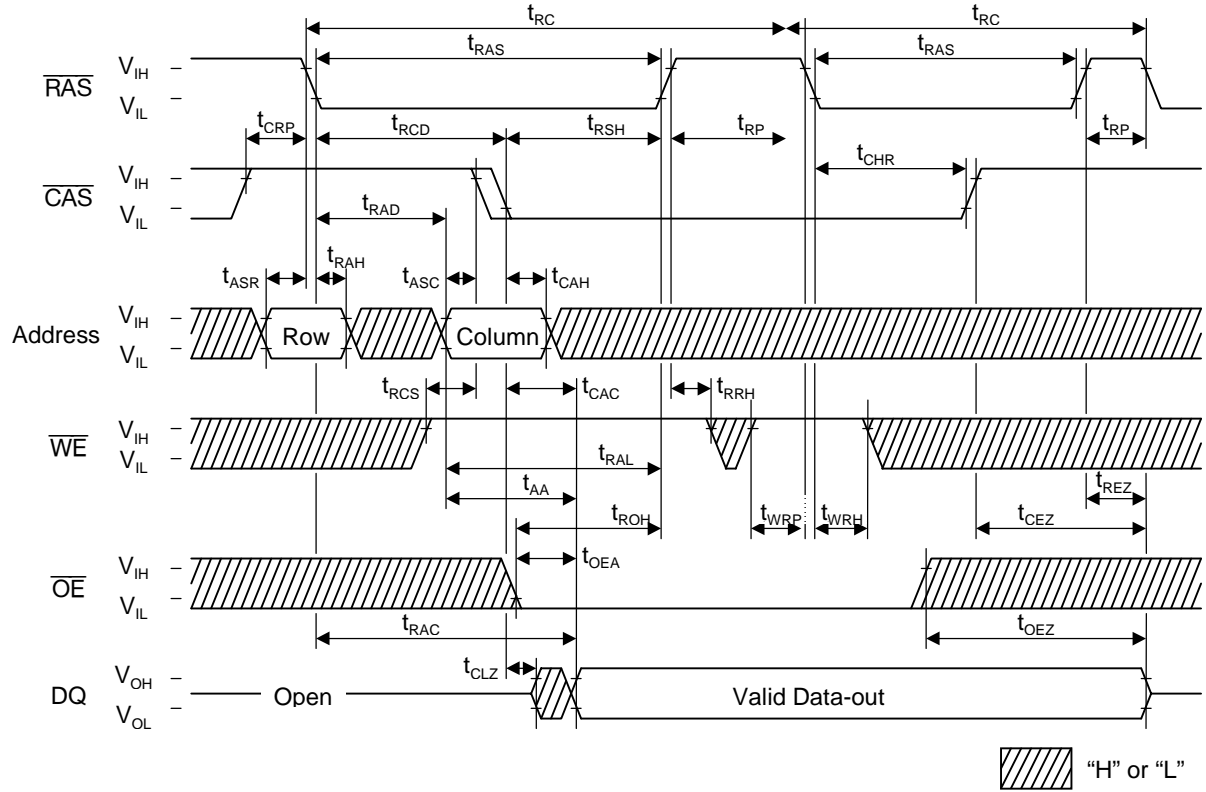 tRC tRC
tRAS tRAS
RAS VIH
VIL
tCRP tRCD tRSH tRP tRP
tCHR
CAS VIH
VIL
tRAD
tRAH
tASR tASC tCAH
Address VIH
VIL
Row Column
tRCS tCAC tRRH
WE VIH
VIL
tRAL
tAA tREZ
tROH tWRP tWRH tCEZ
tOEA
OE VIH
VIL
tRAC tOEZ
tCLZ
DQ VOH
VOL
Open Valid Data-out
“H” or “L”